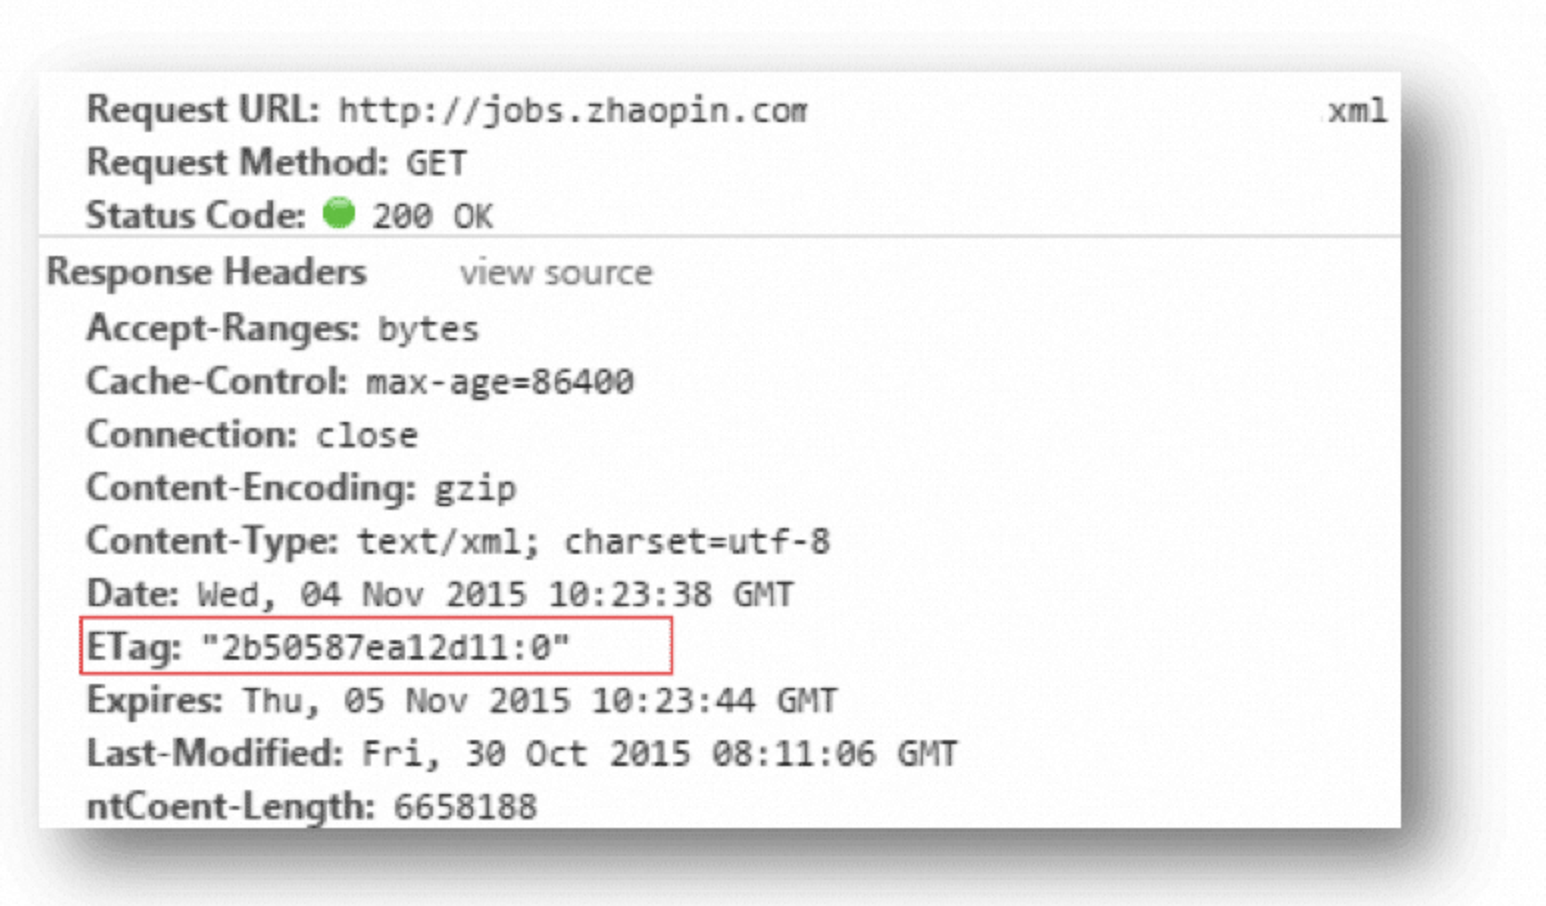 Request URL: http://jobs.zhaopin.com xml
Request Method: GET
Status Code: 200 OK
Response Headers view source
Accept-Ranges: bytes
Cache-Control: max-age=86400
Connection: close
Content-Encoding: gzip
Content-Type: text/xml; charset=utf-8
Date: Wed, 04 Nov 2015 10:23:38 GMT
ETag: "2b50587ea12d11:0"
Expires: Thu, 05 Nov 2015 10:23:44 GMT
Last-Modified: Fri, 30 Oct 2015 08:11:06 GMT
ntCoent-Length: 6658188